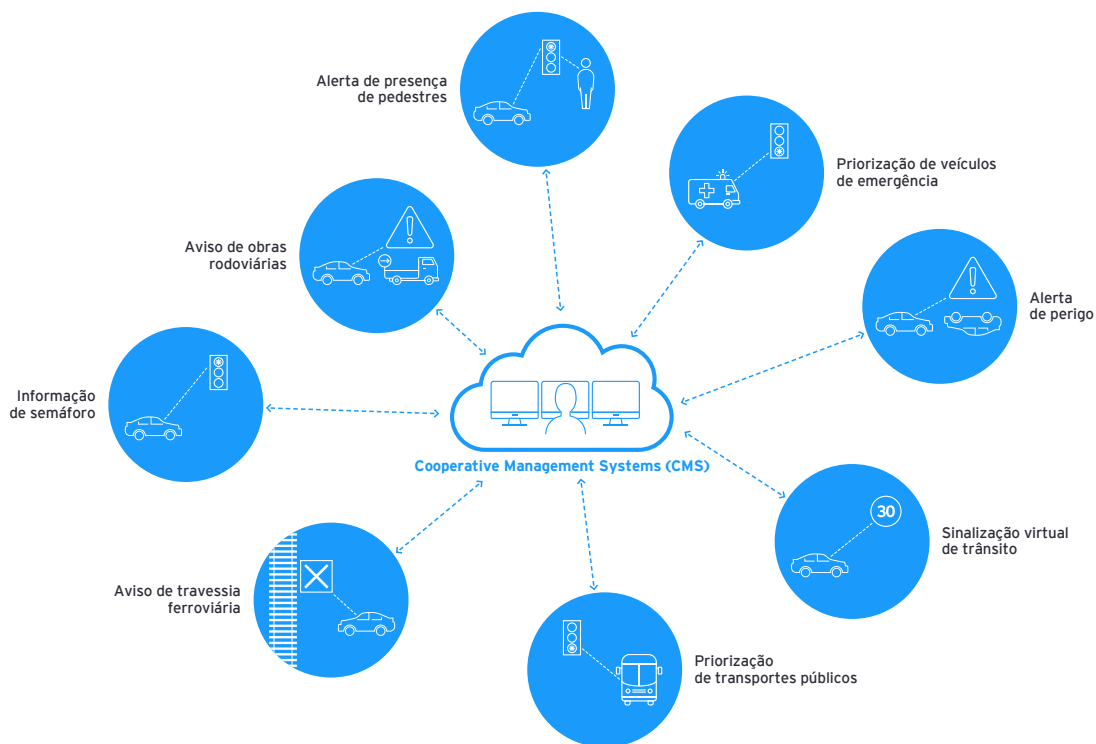 Alerta de presença
de pedestres
Priorização de veículos
de emergência
Aviso de obras
rodoviárias
Alerta
de perigo
Informação
de semáforo
Cooperative Management Systems (CMS)
30
Sinalização virtual
de trânsito
Aviso de travessia
ferroviária
Priorização
de transportes públicos